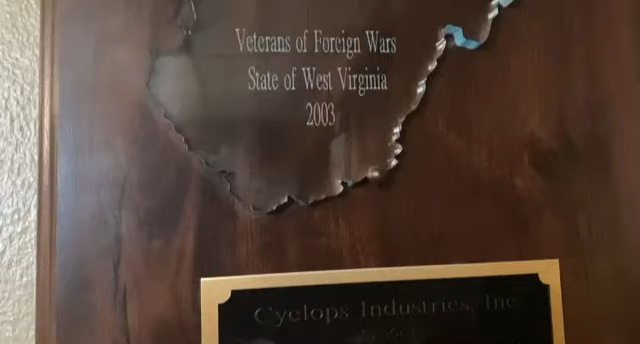 Veterans of Foreign Wars
State of West Virginia
2003
Cyclops Industries, Inc